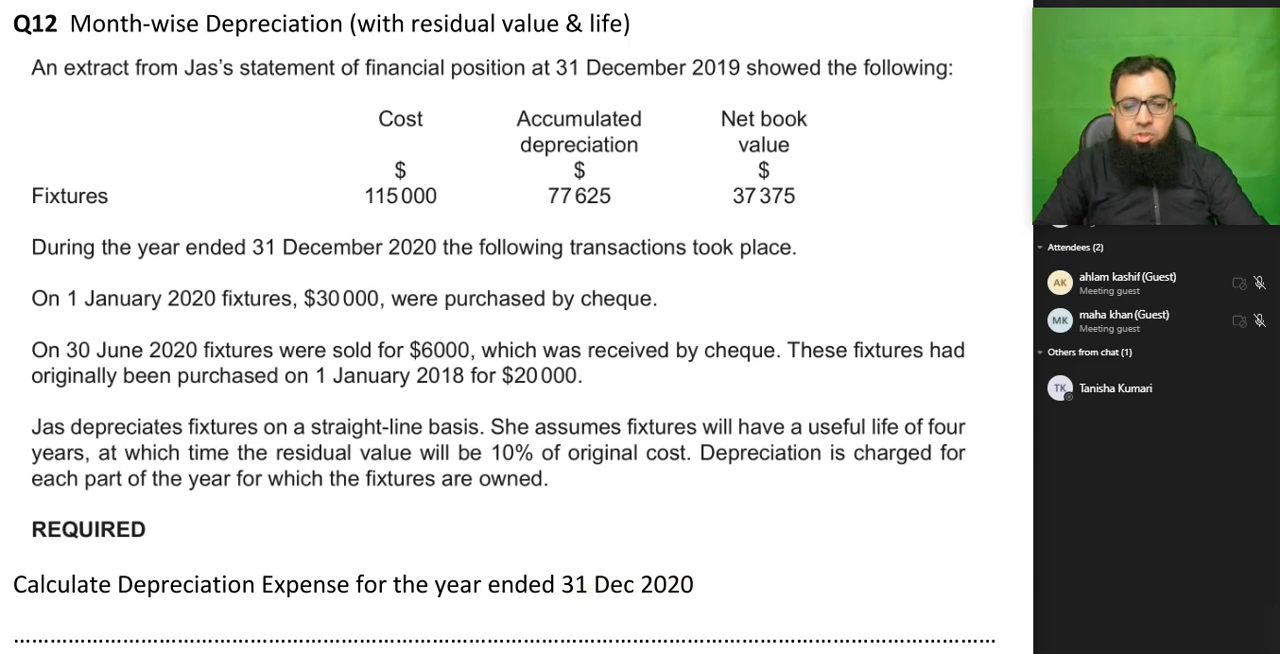 Q12 Month-wise Depreciation (with residual value & life)
An extract from Jas’s statement of financial position at 31 December 2019 showed the following:
Cost Accumulated Net book
depreciation value
$ $ $
Fixtures 115 000 77 625 37 375
During the year ended 31 December 2020 the following transactions took place.
On 1 January 2020 fixtures, $30 000, were purchased by cheque.
On 30 June 2020 fixtures were sold for $6000, which was received by cheque. These fixtures had
originally been purchased on 1 January 2018 for $20 000.
Jas depreciates fixtures on a straight-line basis. She assumes fixtures will have a useful life of four
years, at which time the residual value will be 10% of original cost. Depreciation is charged for
each part of the year for which the fixtures are owned.
REQUIRED
Calculate Depreciation Expense for the year ended 31 Dec 2020
Attendees (2)
AK ahlam kashif (Guest)
Meeting guest
MK maha khan (Guest)
Meeting guest
Others from chat (1)
TK Tanisha Kumari